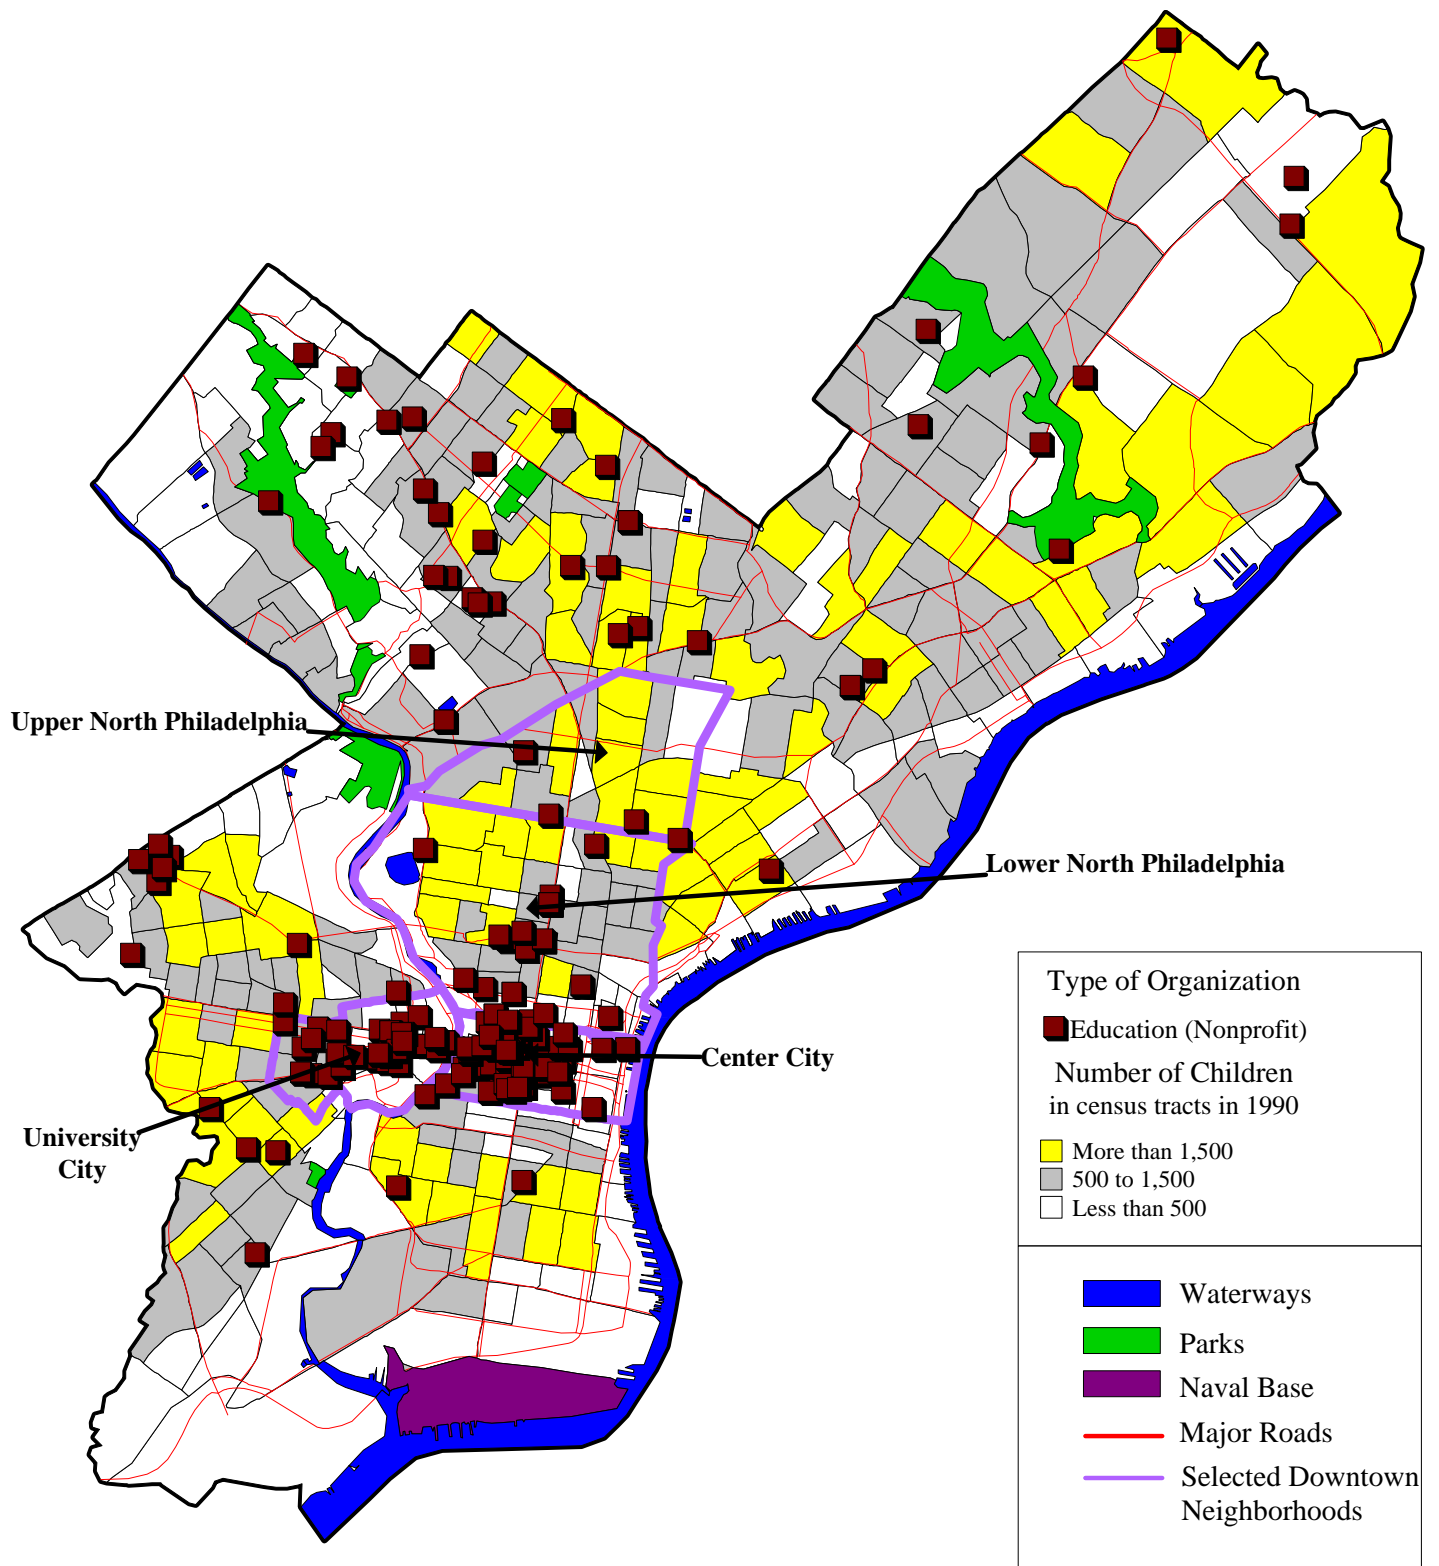 Upper North Philadelphia
Lower North Philadelphia
Center City
University
City
Type of Organization
Education (Nonprofit)
Number of Children
in census tracts in 1990
More than 1,500
500 to 1,500
Less than 500
Waterways
Parks
Naval Base
Major Roads
Selected Downtown
Neighborhoods